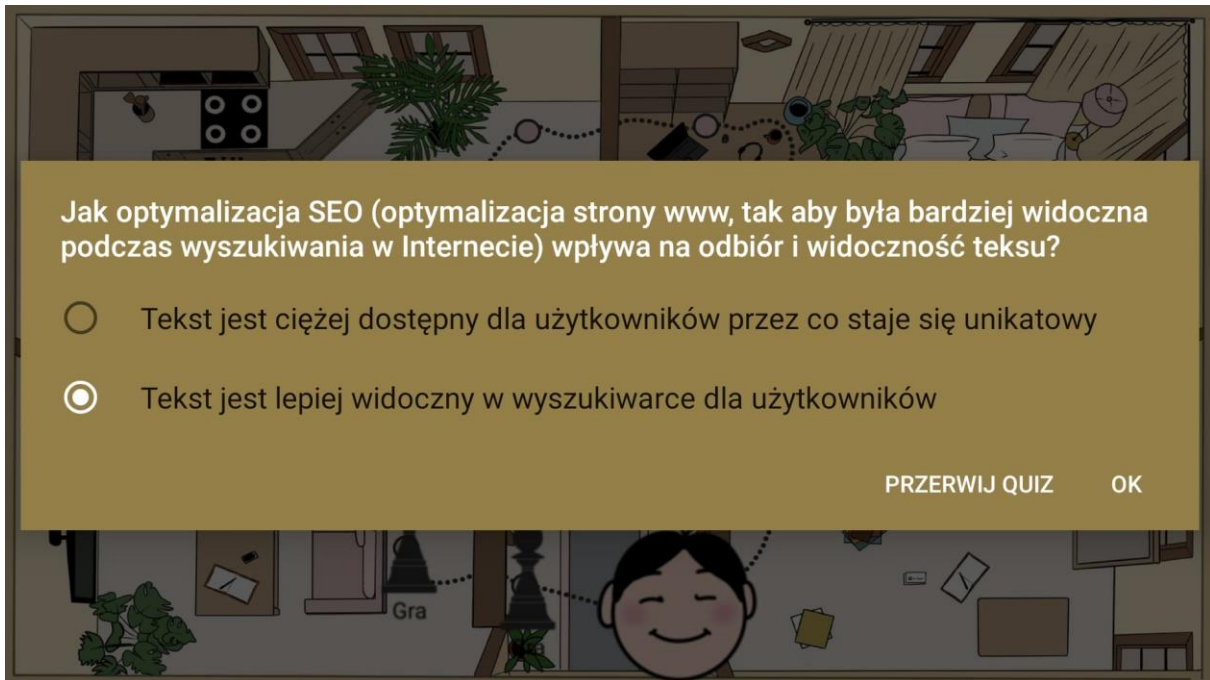 Jak optymalizacja SEO (optymalizacja strony www, tak aby była bardziej widoczna
podczas wyszukiwania w Internecie) wpływa na odbiór i widoczność teksu?
Tekst jest ciężej dostępny dla użytkowników przez co staje się unikatowy
Tekst jest lepiej widoczny w wyszukiwarce dla użytkowników
PRZERWIJ QUIZ OK
Gra